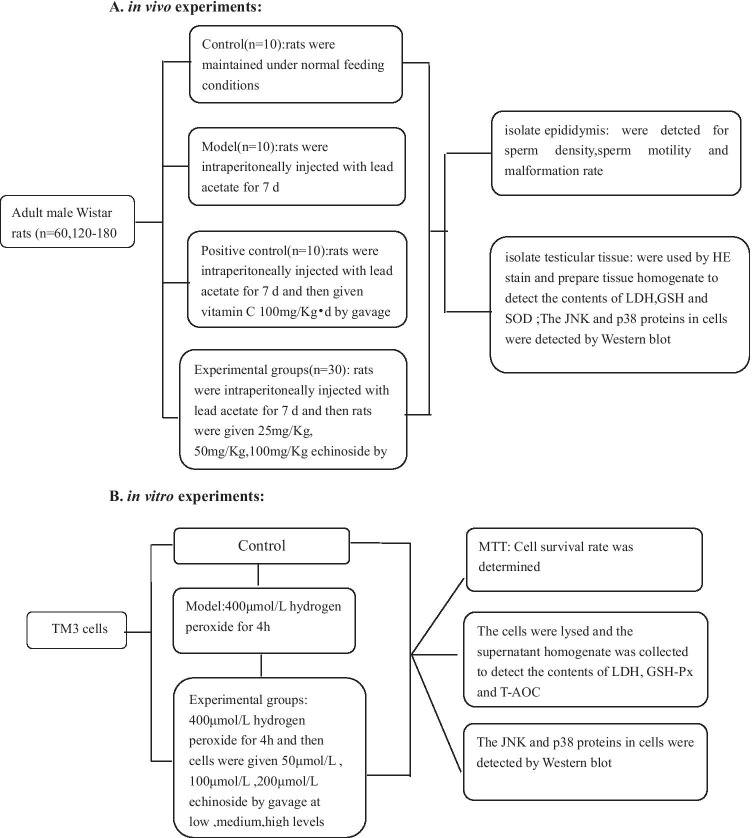 A. in vivo experiments:
Control(n=10):rats were
maintained under normal feeding
conditions
Model(n=10):rats were
intraperitoneally injected with lead
acetate for 7 d
Adult male Wistar
rats (n=60,120-180
Positive control(n=10):rats were
intraperitoneally injected with lead
acetate for 7 d and then given
vitamin C 100mg/Kg•d by gavage
Experimental groups(n=30): rats
were intraperitoneally injected with
lead acetate for 7 d and then rats
were given 25mg/Kg,
50mg/Kg,100mg/Kg echinoside by
isolate epididymis: were detcted for
sperm density,sperm motility and
malformation rate
isolate testicular tissue: were used by HE
stain and prepare tissue homogenate to
detect the contents of LDH,GSH and
SOD ;The JNK and p38 proteins in cells
were detected by Western blot
B. in vitro experiments:
Control
TM3 cells
Model:400μmol/L hydrogen
peroxide for 4h
Experimental groups:
400μmol/L hydrogen
peroxide for 4h and then
cells were given 50μmol/L ,
100μmol/L ,200μmol/L
echinoside by gavage at
low ,medium,high levels
MTT: Cell survival rate was
determined
The cells were lysed and the
supernatant homogenate was collected
to detect the contents of LDH, GSH-Px
and T-AOC
The JNK and p38 proteins in cells were
detected by Western blot